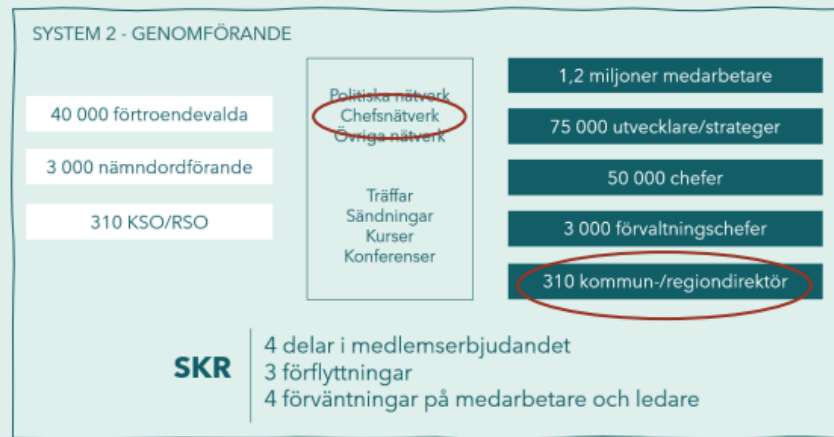 SYSTEM 2 - GENOMFÖRANDE
40 000 förtroendevalda
3 000 nämndordförande
310 KSO/RSO
Politiska nätverk
Chefsnätverk
Övriga nätverk
Träffar
Sändningar
Kurser
Konferenser
1,2 miljoner medarbetare
75 000 utvecklare/strateger
50 000 chefer
3 000 förvaltningschefer
310 kommun-/regiondirektör
SKR
4 delar i medlemserbjudandet
3 förflyttningar
4 förväntningar på medarbetare och ledare